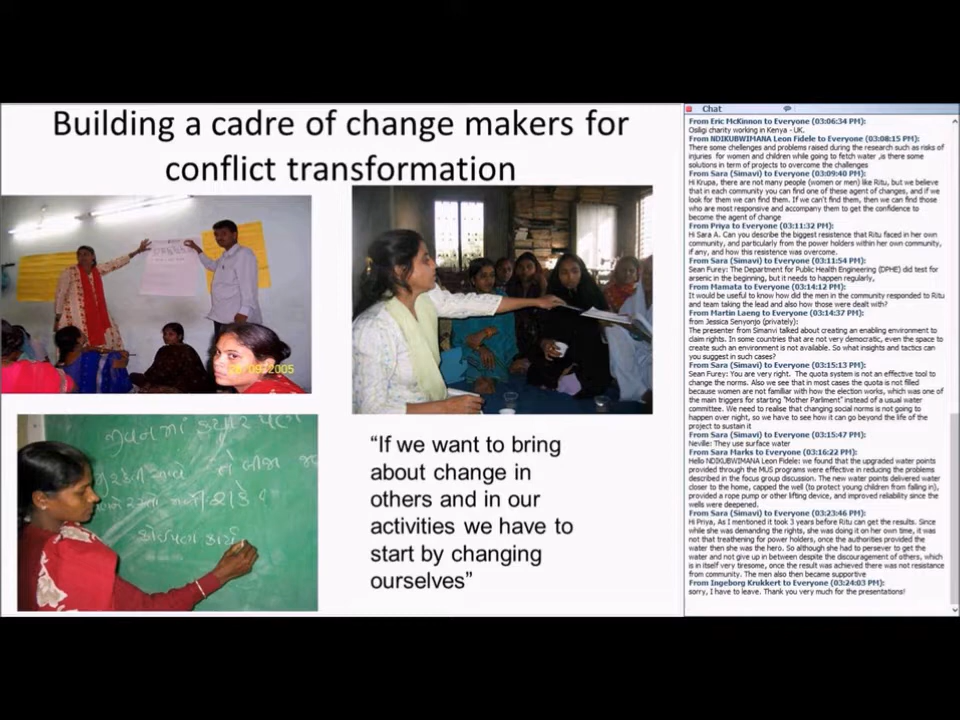 Building a cadre of change makers for
conflict transformation
“If we want to bring
about change in
others and in our
activities we have to
start by changing
ourselves”
Chat
From Eric McKinnon to Everyone (03:06:34 PM):
Osiligi charity working in Kenya - UK.
From NDIKUBWIMANA Leon Fidele to Everyone (03:08:15 PM):
There some chellenges and problems raised during the research such as risks of
injuries for women and children while going to fetch water ,is there some
solutions in term of projects to overcome the challenges
From Sara (Simavi) to Everyone (03:09:40 PM):
Hi Krupa, there are not many people (women or men) like Ritu, but we believe
that in each community you can find one of these agent of changes, and if we
look for them we can find them. If we can't find them, then we can find those
who are most responsive and accompany them to get the confidence to
become the agent of change
From Priya to Everyone (03:11:32 PM):
Hi Sara A. Can you describe the biggest resistence that Ritu faced in her own
community, and particularly from the power holders within her own community,
if any, and how this resistence was overcome.
From Sara (Simavi) to Everyone (03:11:54 PM):
Sean Furey: The Department for Public Health Engineering (DPHE) did test for
arsenic in the beginning, but it needs to happen regularly,
From Mamata to Everyone (03:14:12 PM):
It would be useful to know how did the men in the community responded to Ritu
and team taking the lead and also how those were dealt with?
From Martin Laeng to Everyone (03:14:37 PM):
from Jessica Senyonjo (privately):
The presenter from Simanvi talked about creating an enabling environment to
claim rights. In some countries that are not very democratic, even the space to
create such an environment is not available. So what insights and tactics can
you suggest in such cases?
From Sara (Simavi) to Everyone (03:15:13 PM):
Sean Furey: You are very right. The quota system is not an effective tool to
change the norms. Also we see that in most cases the quota is not filled
because women are not familiar with how the election works, which was one of
the main triggers for starting "Mother Parliment" instead of a usual water
committee. We need to realise that changing social norms is not going to
happen over night, so we have to see how it can go beyond the life of the
project to sustain it
From Sara (Simavi) to Everyone (03:15:47 PM):
Neville: They use surface water
From Sara Marks to Everyone (03:16:22 PM):
Hello NDIKUBWIMANA Leon Fidele: we found that the upgraded water points
provided through the MUS programs were effective in reducing the problems
described in the focus group discussion. The new water points delivered water
closer to the home, capped the well (to protect young children from falling in),
provided a rope pump or other lifting device, and improved reliability since the
wells were deepened.
From Sara (Simavi) to Everyone (03:23:46 PM):
Hi Priya, As I mentioned it took 3 years before Ritu can get the results. Since
while she was demanding the rights, she was doing it on her own time, it was
not that treathening for power holders, once the authorities provided the
water then she was the hero. So although she had to persever to get the
water and not give up in between despite the discouragement of others, which
is in itself very tiresome, once the result was achieved there was not resistance
from community. The men also then became supportive
From Ingeborg Krukkert to Everyone (03:24:03 PM):
sorry, I have to leave. Thank you very much for the presentations!